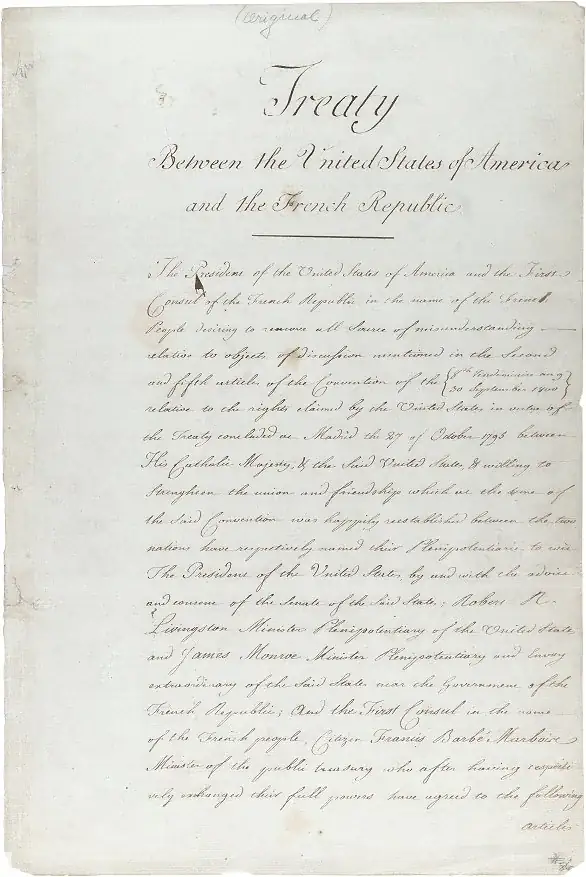 (Original)
Treaty
Between the United States of America
and the French Republic
The President of the United States of America and the First
Consul of the French Republic in the name of the French
People desiring to remove all Source of misunderstanding
relative to objects of discussion mentioned in the Second
and fifth articles of the Convention of the { 8th Vendémiaire an 9
30 September 1800 }
relative to the rights claimed by the United States in virtue of
the Treaty concluded at Madrid the 27 of October 1795 between
His Catholic Majesty, & the Said United States, & willing to
Strengthen the union and friendship which at the time of
the Said Convention was happily reestablished between the two
nations have respectively named their Plenipotentiaries to wit
The President of the United States, by and with the advice
and consent of the Senate of the Said States; Robert R.
Livingston Minister Plenipotentiary of the United States
and James Monroe Minister Plenipotentiary and Envoy
extraordinary of the Said States near the Government of the
French Republic; And the First Consul in the name
of the French people, Citizen Francis Barbé Marbois
Minister of the public treasury who after having respecti
vely exchanged their full powers have agreed to the following
articles